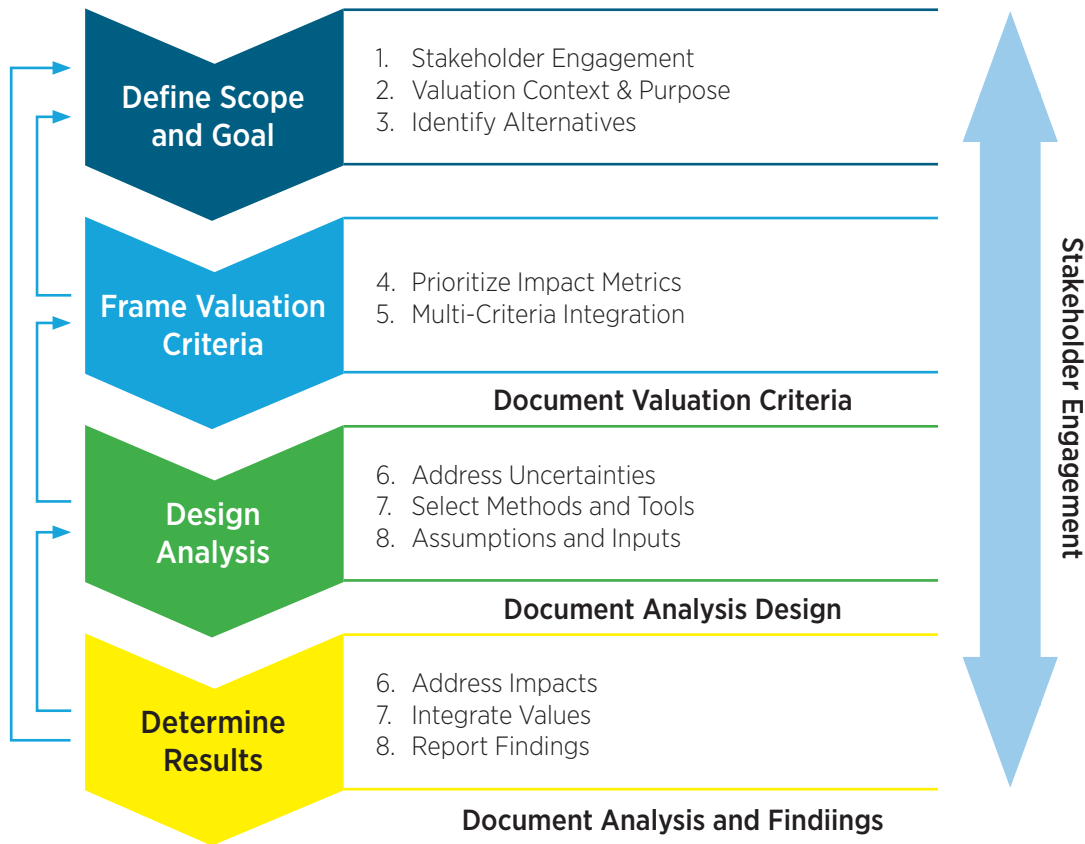 Define Scope
and Goal
1. Stakeholder Engagement
2. Valuation Context & Purpose
3. Identify Alternatives
Frame Valuation
Criteria
4. Prioritize Impact Metrics
5. Multi-Criteria Integration
Document Valuation Criteria
Design
Analysis
6. Address Uncertainties
7. Select Methods and Tools
8. Assumptions and Inputs
Document Analysis Design
Determine
Results
6. Address Impacts
7. Integrate Values
8. Report Findings
Document Analysis and Findiings
Stakeholder Engagement